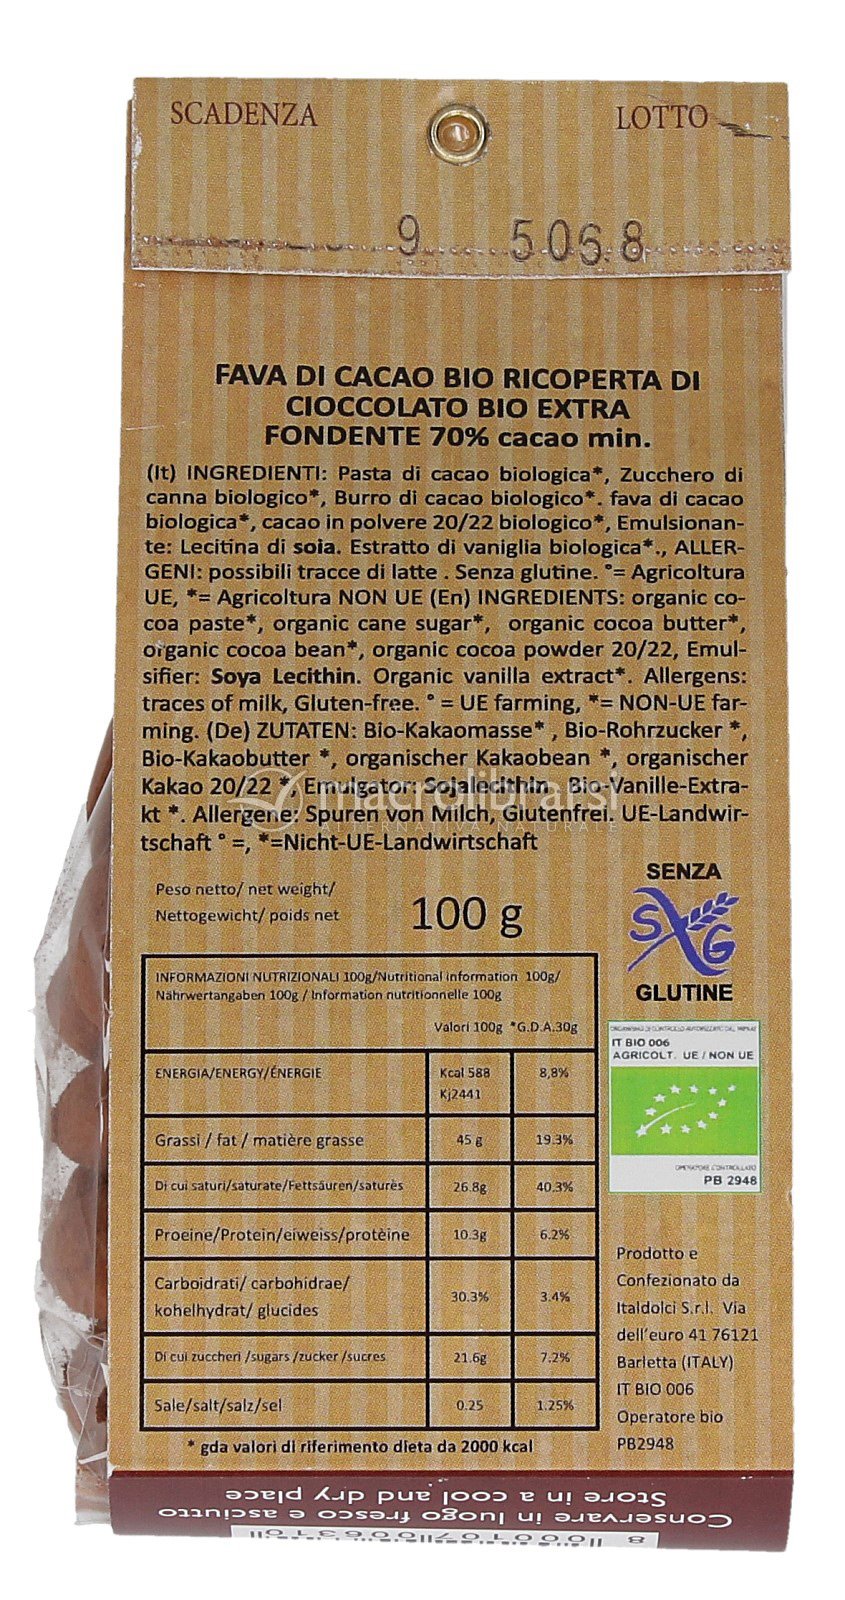 SCADENZA
LOTTO
9 5068
FAVA DI CACAO BIO RICOPERTA DI
CIOCCOLATO BIO EXTRA
FONDENTE 70% cacao min.
(It) INGREDIENTI: Pasta di cacao biologica*, Zucchero di
canna biologico*, Burro di cacao biologico*. fava di cacao
biologica*, cacao in polvere 20/22 biologico*, Emulsionan-
te: Lecitina di soia. Estratto di vaniglia biologica*., ALLER-
GENI: possibili tracce di latte . Senza glutine. °= Agricoltura
UE, *= Agricoltura NON UE (En) INGREDIENTS: organic co-
coa paste*, organic cane sugar*, organic cocoa butter*,
organic cocoa bean*, organic cocoa powder 20/22, Emul-
sifier: Soya Lecithin. Organic vanilla extract*. Allergens:
traces of milk, Gluten-free. ° = UE farming, *= NON-UE far-
ming. (De) ZUTATEN: Bio-Kakaomasse* , Bio-Rohrzucker *,
Bio-Kakaobutter *, organischer Kakaobean *, organischer
Kakao 20/22 *, Emulgator: Sojalecithin, Bio-Vanille-Extra-
kt *. Allergene: Spuren von Milch, Glutenfrei. UE-Landwir-
tschaft ° =, *=Nicht-UE-Landwirtschaft
macrolibrarsi
Peso netto/ net weight/
Nettogewicht/ poids net
100 g
SENZA
SG
GLUTINE
INFORMAZIONI NUTRIZIONALI 100g/Nutritional information 100g/
Nährwertangaben 100g / Information nutritionnelle 100g
Valori 100g *G.D.A.30g
ENERGIA/ENERGY/ÉNERGIE Kcal 588 8,8%
Kj2441
Grassi / fat / matière grasse 45 g 19.3%
Di cui saturi/saturate/Fettsäuren/saturès 26.8g 40.3%
Proeine/Protein/eiweiss/protèine 10.3g 6.2%
Carboidrati/ carbohidrae/
kohelhydrat/ glucides 30.3% 3.4%
Di cui zuccheri /sugars /zucker /sucres 21.6g 7.2%
Sale/salt/salz/sel 0.25 1.25%
* gda valori di riferimento dieta da 2000 kcal
IT BIO 006
AGRICOLT. UE / NON UE
OPERATORE CONTROLLATO
PB 2948
Prodotto e
Confezionato da
Italdolci S.r.l. Via
dell'euro 41 76121
Barletta (ITALY)
IT BIO 006
Operatore bio
PB2948
Conservare in luogo fresco e asciutto
Store in a cool and dry place